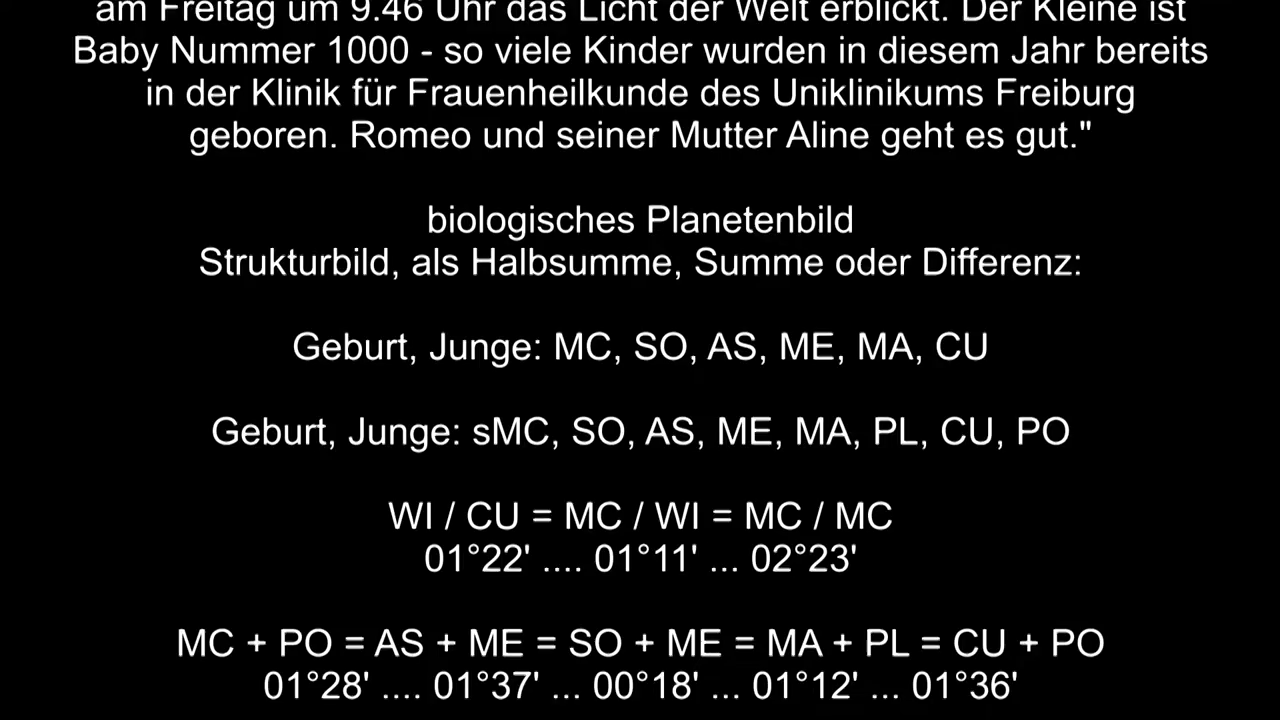 am Freitag um 9.46 Uhr das Licht der Welt erblickt. Der Kleine ist
Baby Nummer 1000 - so viele Kinder wurden in diesem Jahr bereits
in der Klinik für Frauenheilkunde des Uniklinikums Freiburg
geboren. Romeo und seiner Mutter Aline geht es gut."
biologisches Planetenbild
Strukturbild, als Halbsumme, Summe oder Differenz:
Geburt, Junge: MC, SO, AS, ME, MA, CU
Geburt, Junge: sMC, SO, AS, ME, MA, PL, CU, PO
WI / CU = MC / WI = MC / MC
01°22' .... 01°11' ... 02°23'
MC + PO = AS + ME = SO + ME = MA + PL = CU + PO
01°28' .... 01°37' ... 00°18' ... 01°12' ... 01°36'